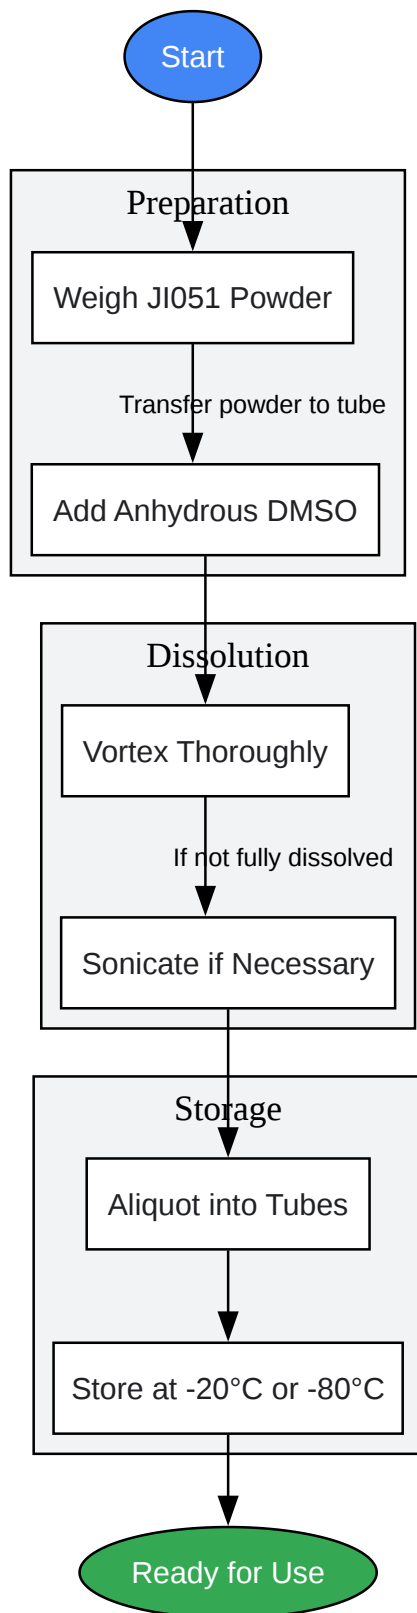 Start
Preparation
Weigh JI051 Powder
Transfer powder to tube
Add Anhydrous DMSO
Dissolution
Vortex Thoroughly
If not fully dissolved
Sonicate if Necessary
Storage
Aliquot into Tubes
Store at -20°C or -80°C
Ready for Use